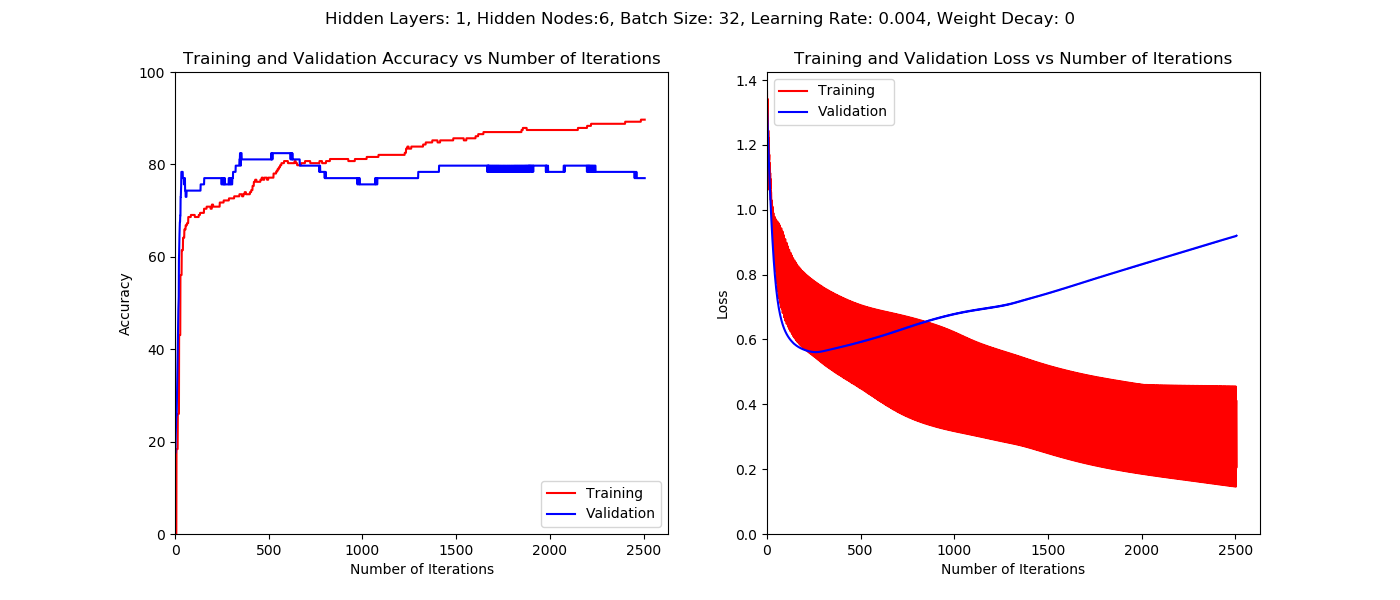 Hidden Layers: 1, Hidden Nodes:6, Batch Size: 32, Learning Rate: 0.004, Weight Decay: 0
Training and Validation Accuracy vs Number of Iterations
100
80
60
40
20
0
Accuracy
0 500 1000 1500 2000 2500
Number of Iterations
Training
Validation
Training and Validation Loss vs Number of Iterations
1.4
1.2
1.0
0.8
0.6
0.4
0.2
0.0
Loss
0 500 1000 1500 2000 2500
Number of Iterations
Training
Validation